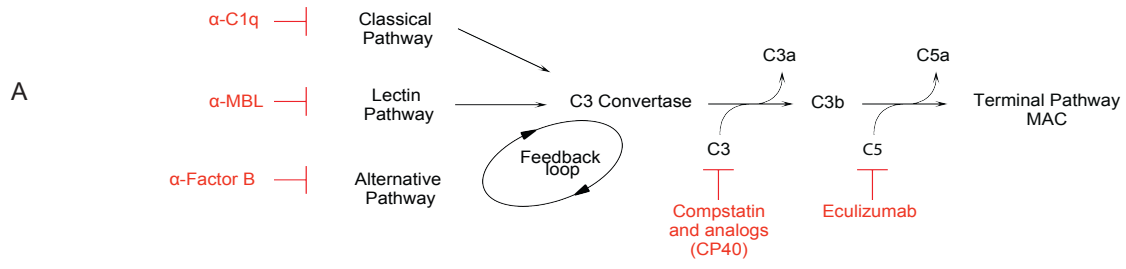 A
α-C1q
Classical
Pathway
α-MBL
Lectin
Pathway
α-Factor B
Alternative
Pathway
Feedback
loop
C3 Convertase
C3a
C3
C3b
C5a
C5
Terminal Pathway
MAC
Compstatin
and analogs
(CP40)
Eculizumab